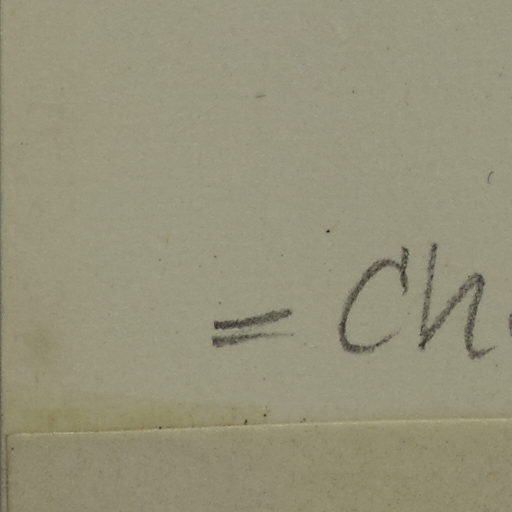 = Ch